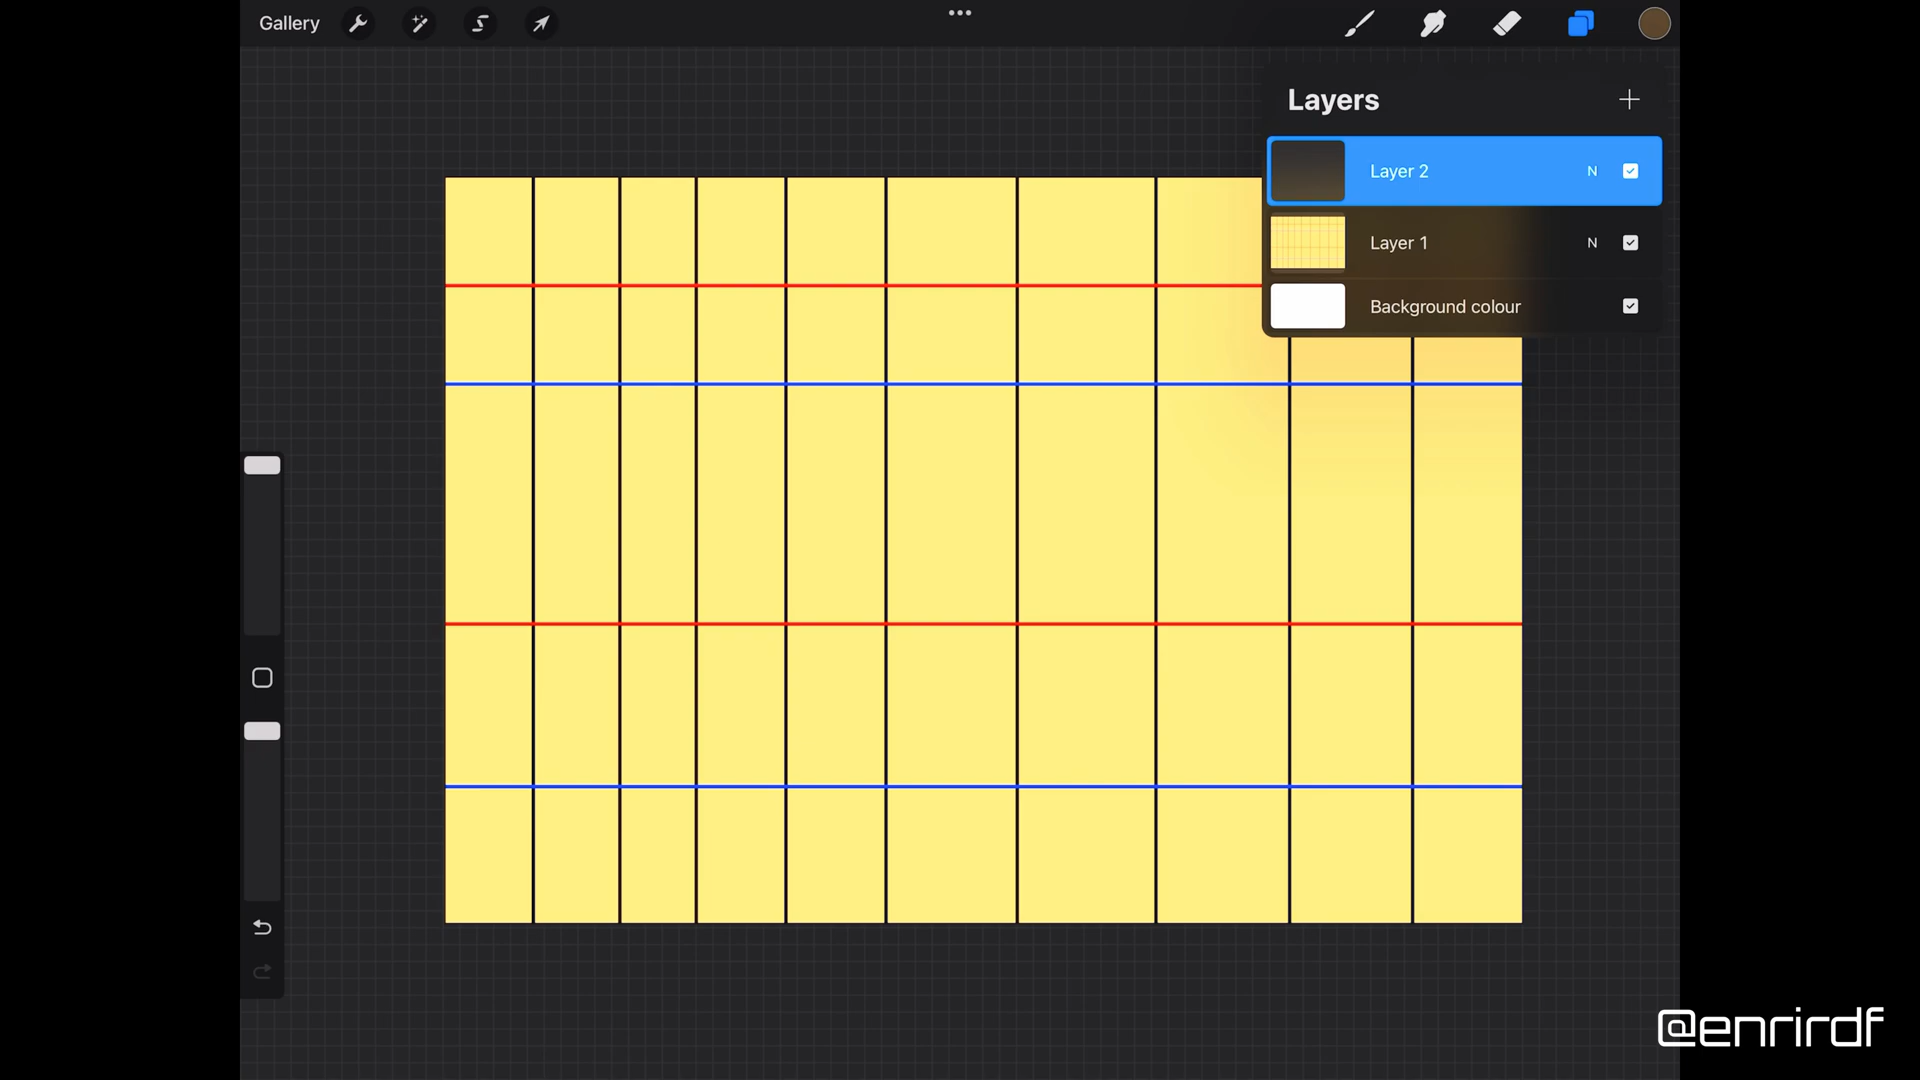 Gallery
Layers
Layer 2 N
Layer 1 N
Background colour
@enrirdf